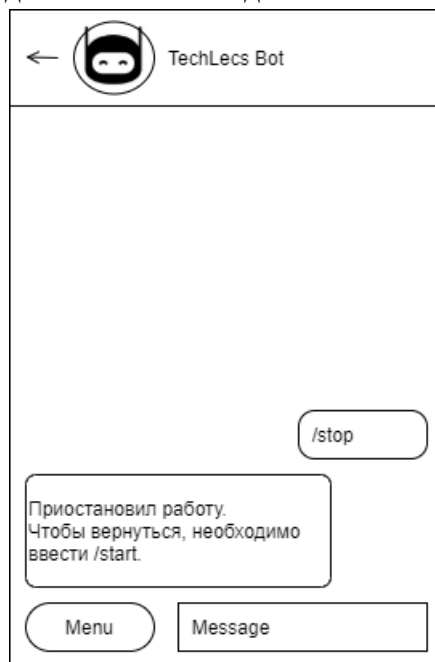 TechLecs Bot
/stop
Приостановил работу.
Чтобы вернуться, необходимо
ввести /start.
Menu
Message